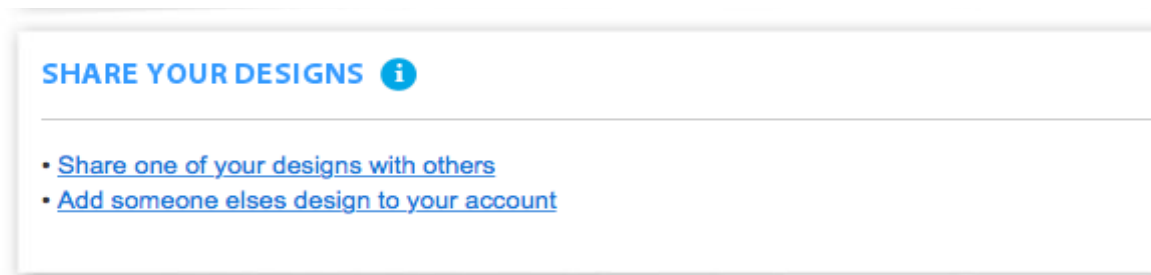 SHARE YOUR DESIGNS i
• Share one of your designs with others
• Add someone elses design to your account